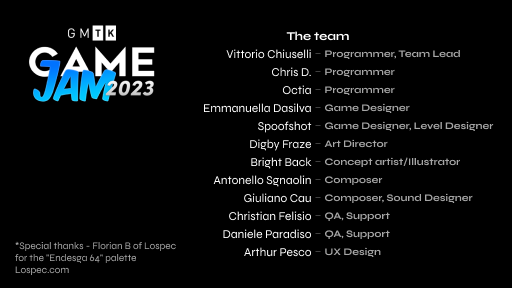 GMTK
GAME
JAM 2023
The team
Vittorio Chiuselli – Programmer, Team Lead
Chris D. – Programmer
Octia – Programmer
Emmanuella Dasilva – Game Designer
Spoofshot – Game Designer, Level Designer
Digby Fraze – Art Director
Bright Back – Concept artist/Illustrator
Antonello Sgnaolin – Composer
Giuliano Cau – Composer, Sound Designer
Christian Felisio – QA, Support
Daniele Paradiso – QA, Support
Arthur Pesco – UX Design
*Special thanks - Florian B of Lospec
for the "Endesga 64" palette
Lospec.com